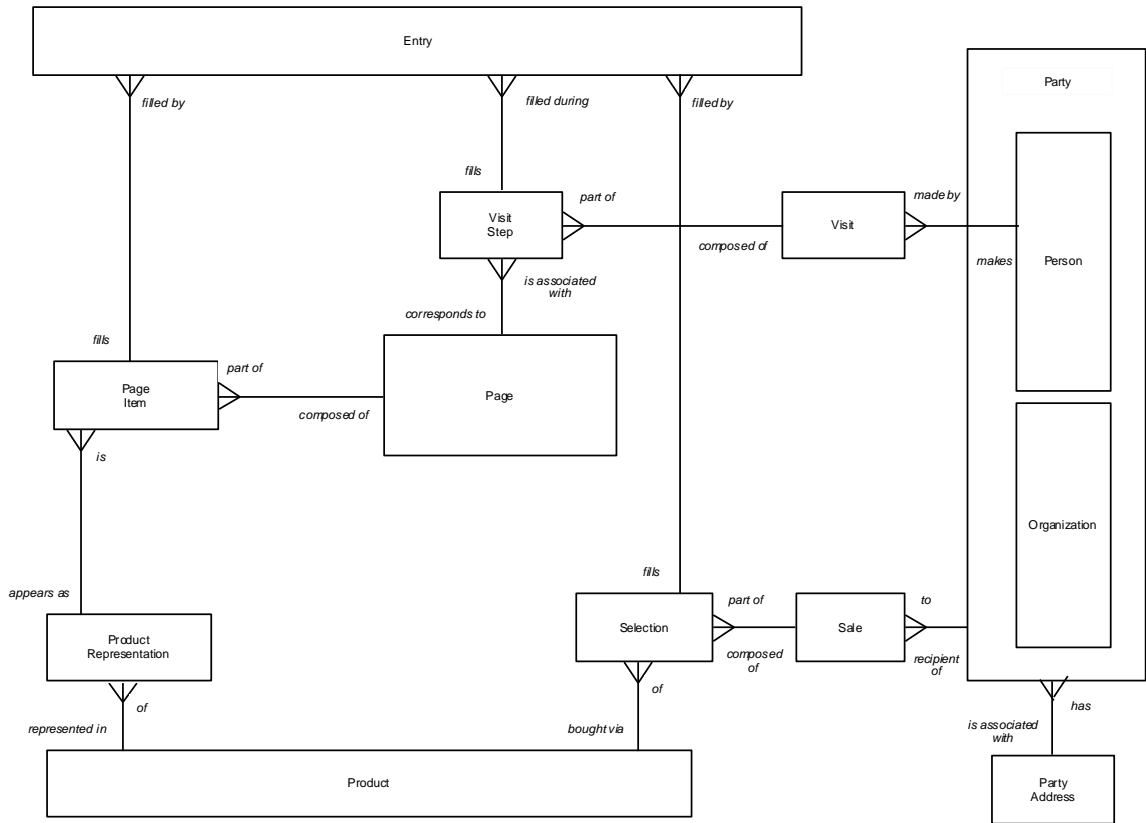 Entry
Party
filled by
filled during
filled by
fills
part of
made by
Visit
Step
Visit
composed of
makes
Person
is associated
with
corresponds to
fills
part of
Page
Item
Page
composed of
is
Organization
appears as
fills
part of
to
Product
Representation
Selection
Sale
composed
of
recipient
of
of
of
has
represented in
bought via
is associated
with
Product
Party
Address